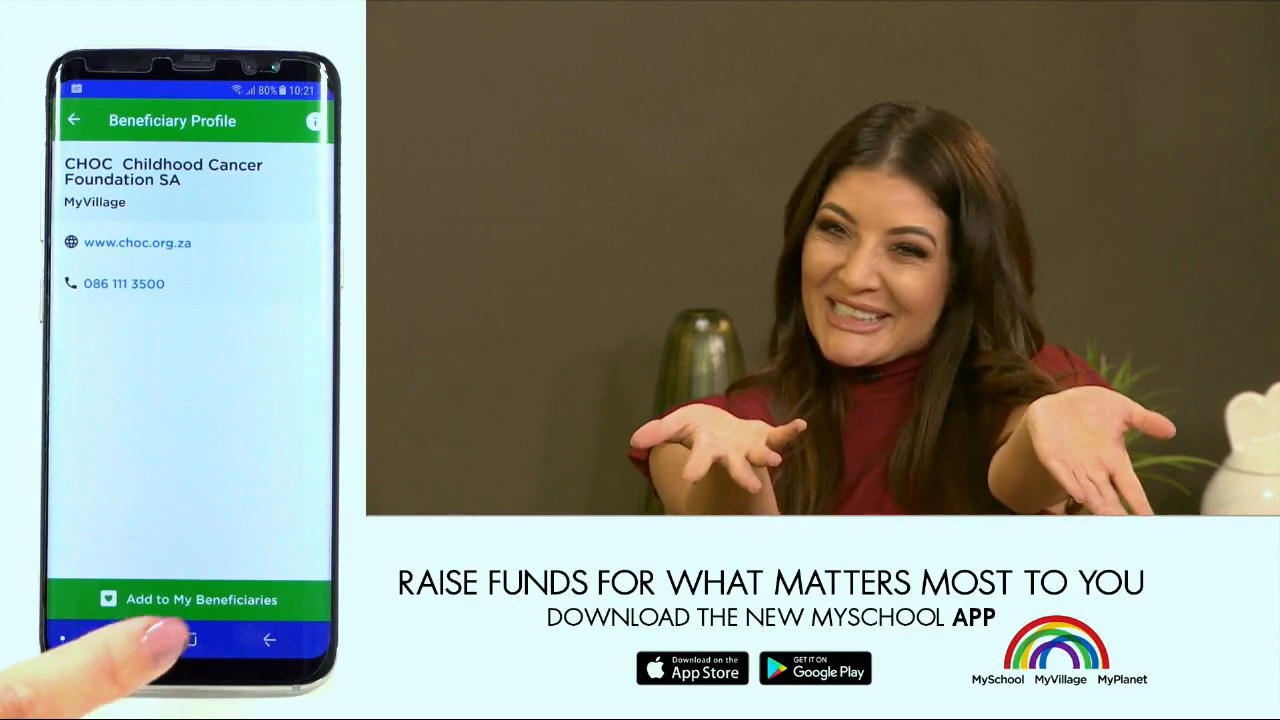 80% 10:21
Beneficiary Profile
CHOC Childhood Cancer
Foundation SA
MyVillage
www.choc.org.za
086 111 3500
Add to My Beneficiaries
RAISE FUNDS FOR WHAT MATTERS MOST TO YOU
DOWNLOAD THE NEW MYSCHOOL APP
Download on the
App Store
GET IT ON
Google Play
MySchool MyVillage MyPlanet